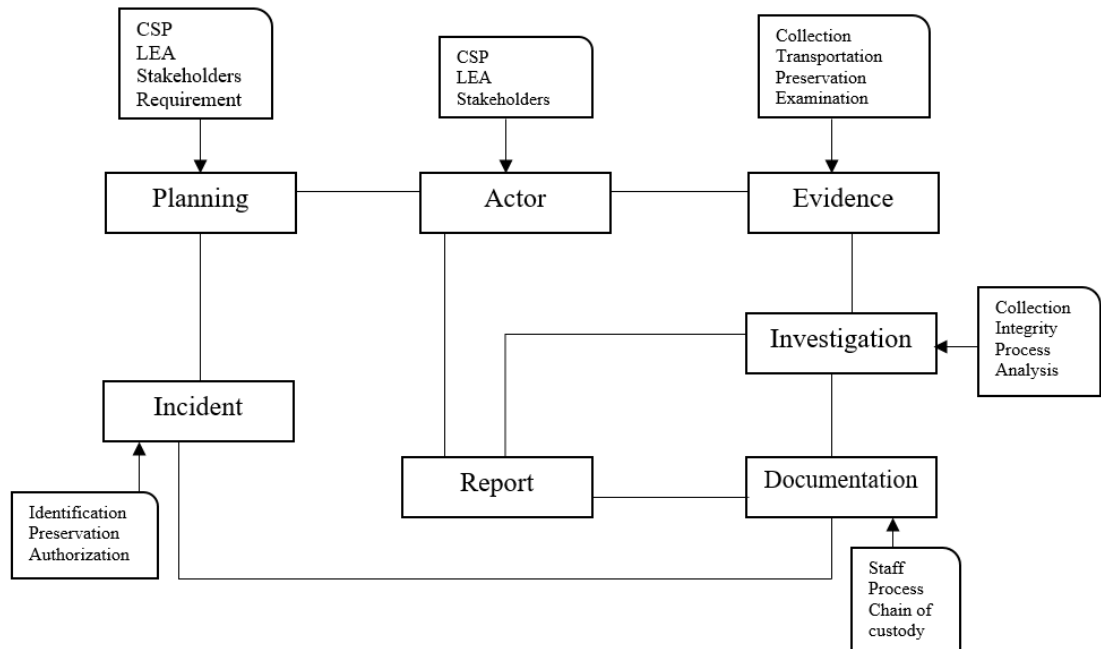 CSP
LEA
Stakeholders
Requirement
CSP
LEA
Stakeholders
Collection
Transportation
Preservation
Examination
Planning
Actor
Evidence
Investigation
Collection
Integrity
Process
Analysis
Incident
Report
Documentation
Identification
Preservation
Authorization
Staff
Process
Chain of
custody